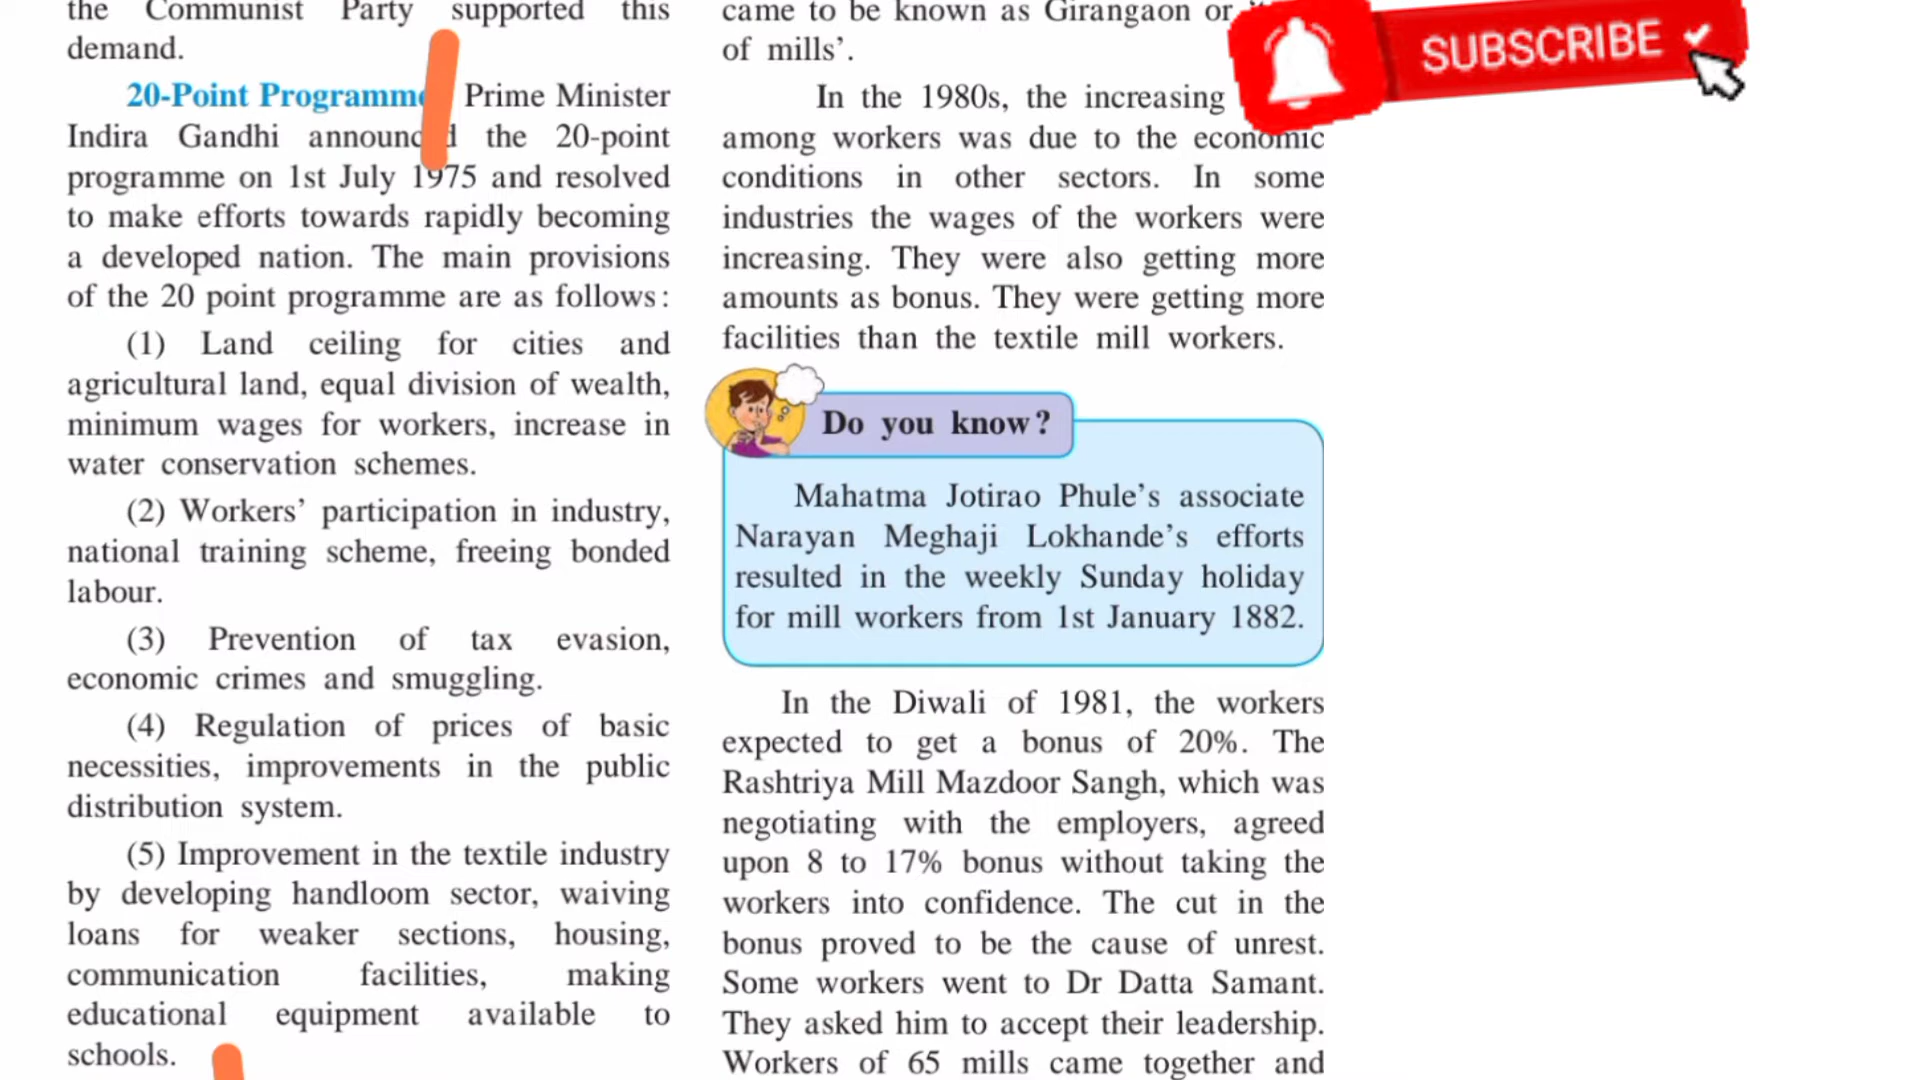 the Communist Party supported this
demand.
20-Point Programme Prime Minister
Indira Gandhi announced the 20-point
programme on 1st July 1975 and resolved
to make efforts towards rapidly becoming
a developed nation. The main provisions
of the 20 point programme are as follows :
(1) Land ceiling for cities and
agricultural land, equal division of wealth,
minimum wages for workers, increase in
water conservation schemes.
(2) Workers’ participation in industry,
national training scheme, freeing bonded
labour.
(3) Prevention of tax evasion,
economic crimes and smuggling.
(4) Regulation of prices of basic
necessities, improvements in the public
distribution system.
(5) Improvement in the textile industry
by developing handloom sector, waiving
loans for weaker sections, housing,
communication facilities, making
educational equipment available to
schools.
came to be known as Girangaon or
of mills’.
In the 1980s, the increasing
among workers was due to the economic
conditions in other sectors. In some
industries the wages of the workers were
increasing. They were also getting more
amounts as bonus. They were getting more
facilities than the textile mill workers.
Do you know?
Mahatma Jotirao Phule’s associate
Narayan Meghaji Lokhande’s efforts
resulted in the weekly Sunday holiday
for mill workers from 1st January 1882.
In the Diwali of 1981, the workers
expected to get a bonus of 20%. The
Rashtriya Mill Mazdoor Sangh, which was
negotiating with the employers, agreed
upon 8 to 17% bonus without taking the
workers into confidence. The cut in the
bonus proved to be the cause of unrest.
Some workers went to Dr Datta Samant.
They asked him to accept their leadership.
Workers of 65 mills came together and
SUBSCRIBE